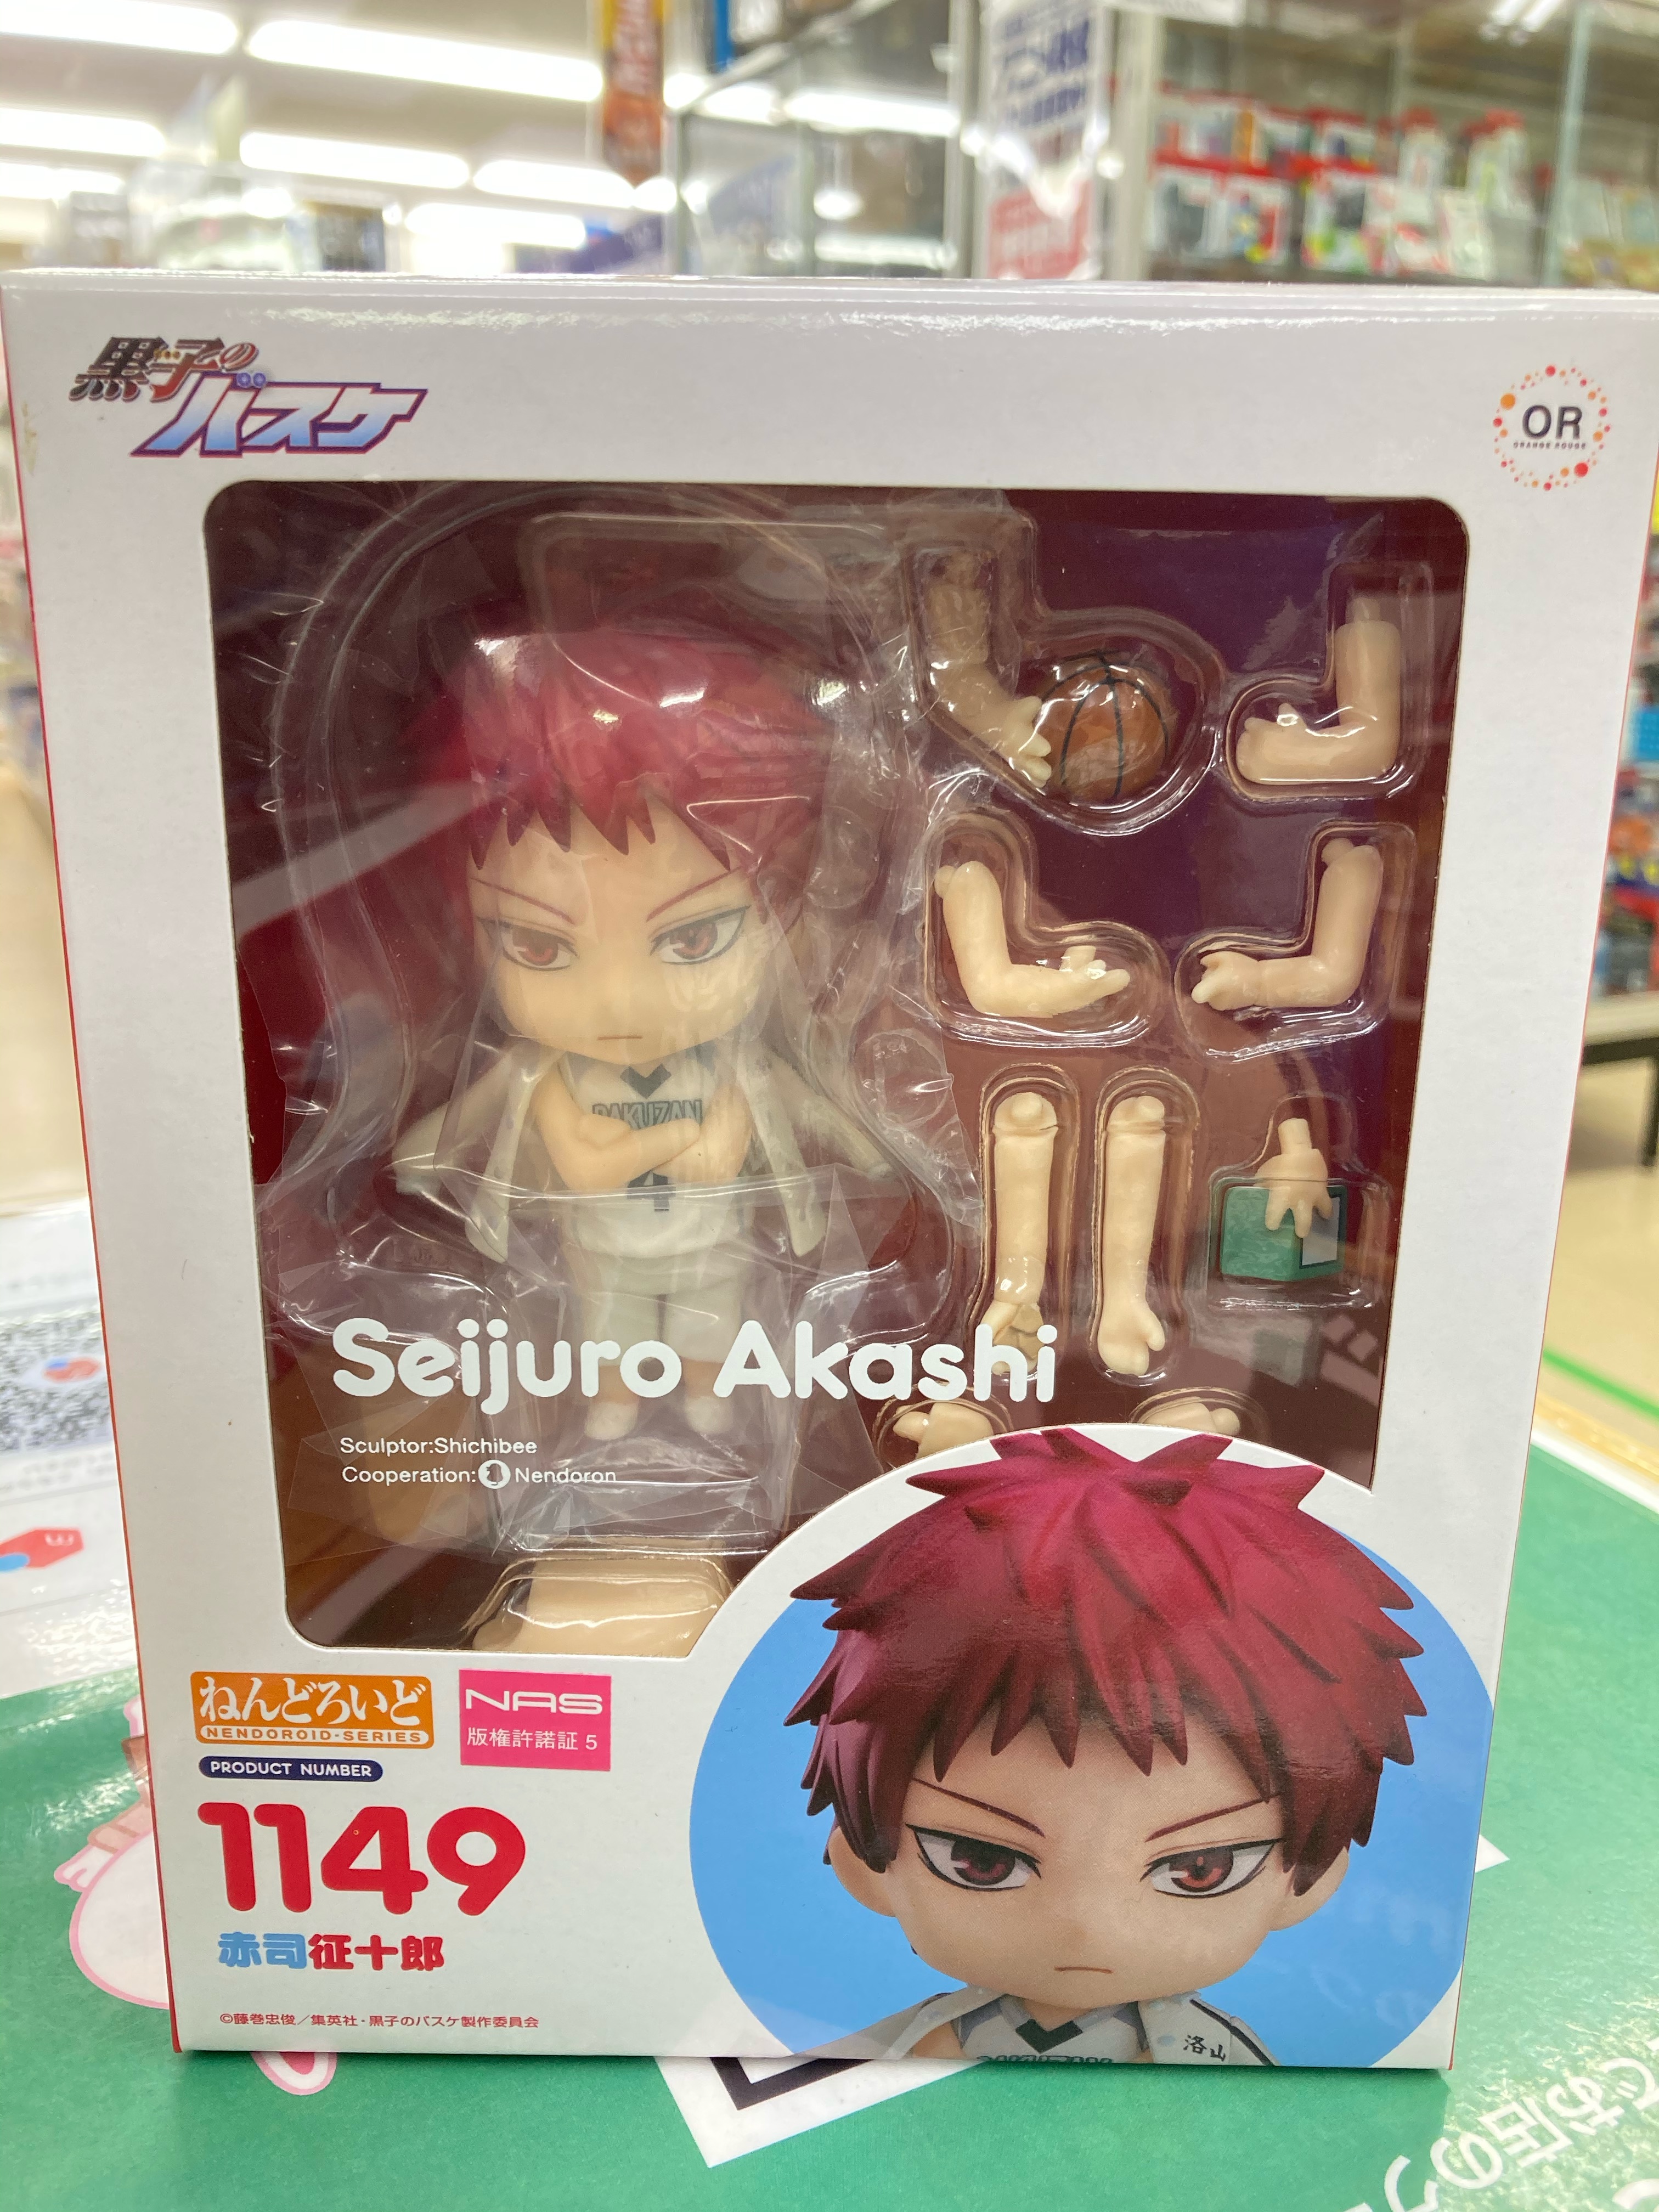 黒子の
バスケ
OR
ORANGE ROUGE
RAKUZAN
4
Seijuro Akashi
Sculptor:Shichibee
Cooperation: Nendoron
ねんどろいど
NENDOROID-SERIES
NAS
版権許諾証 5
PRODUCT NUMBER
1149
赤司征十郎
©藤巻忠俊／集英社・黒子のバスケ製作委員会
洛山